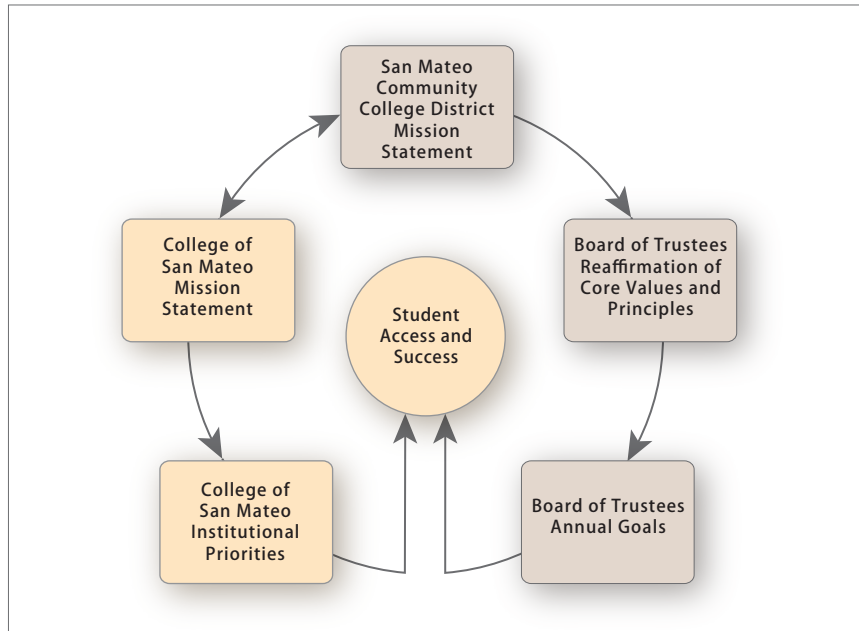 San Mateo
Community
College District
Mission
Statement
College of
San Mateo
Mission
Statement
Board of Trustees
Reaffirmation of
Core Values and
Principles
Student
Access and
Success
College of
San Mateo
Institutional
Priorities
Board of Trustees
Annual Goals